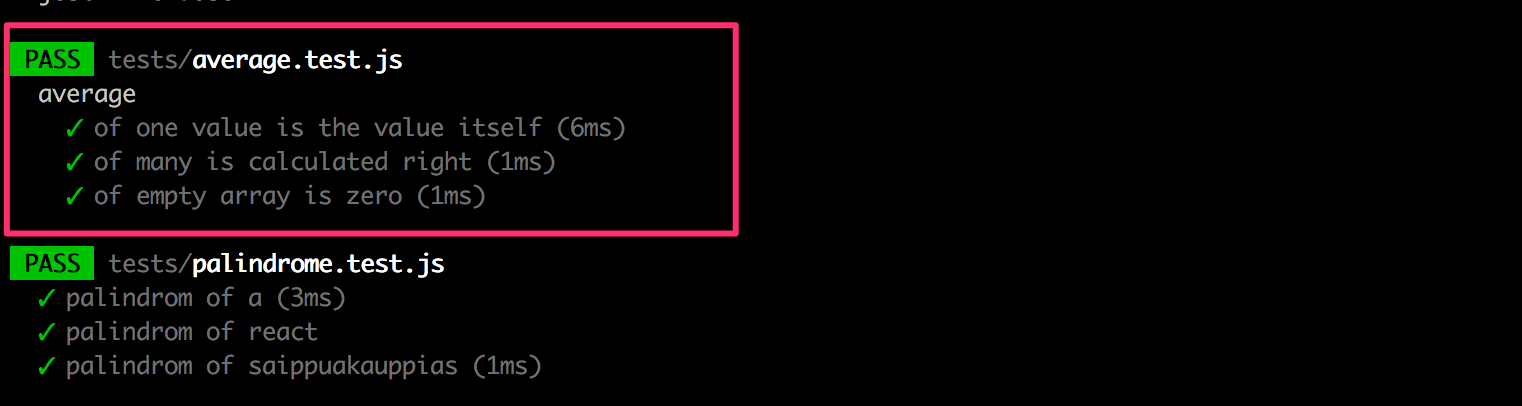 PASS tests/average.test.js
average
✓ of one value is the value itself (6ms)
✓ of many is calculated right (1ms)
✓ of empty array is zero (1ms)
PASS tests/palindrome.test.js
✓ palindrom of a (3ms)
✓ palindrom of react
✓ palindrom of saippuakauppias (1ms)